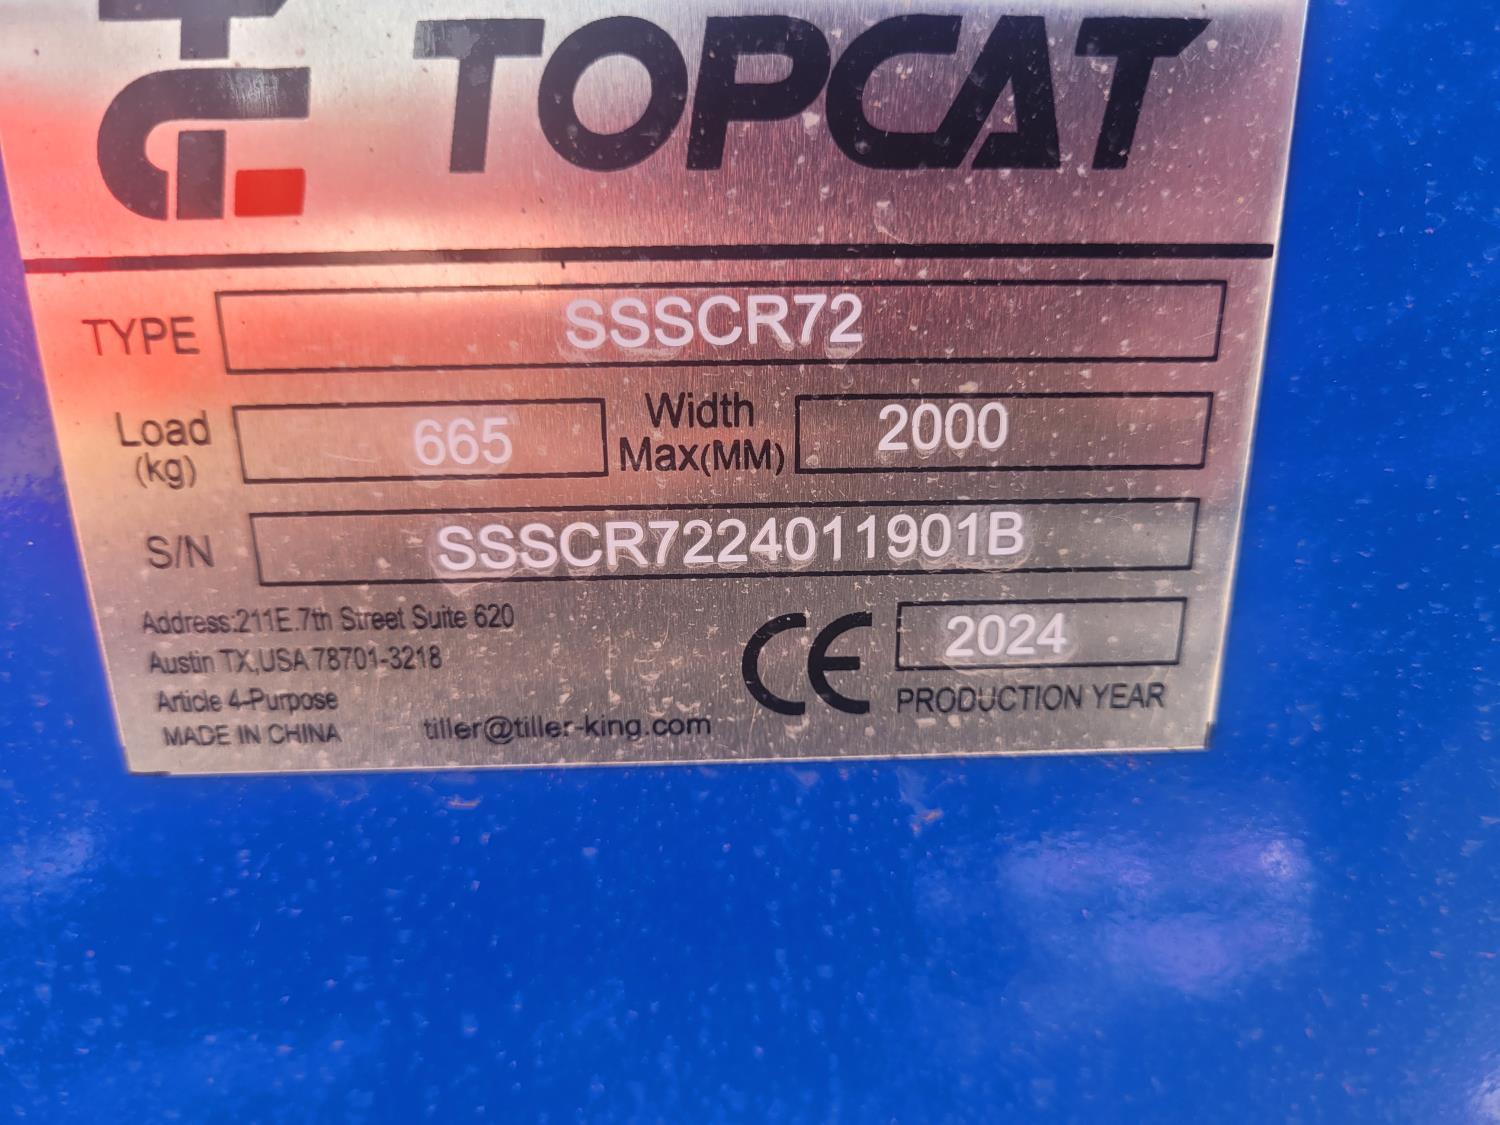 TOPCAT
TYPE SSSCR72
Load (kg) 665 Width Max(MM) 2000
S/N SSSCR7224011901B
Address:211E.7th Street Suite 620
Austin TX,USA 78701-3218
Article 4-Purpose
MADE IN CHINA tiller@tiller-king.com
CE 2024
PRODUCTION YEAR